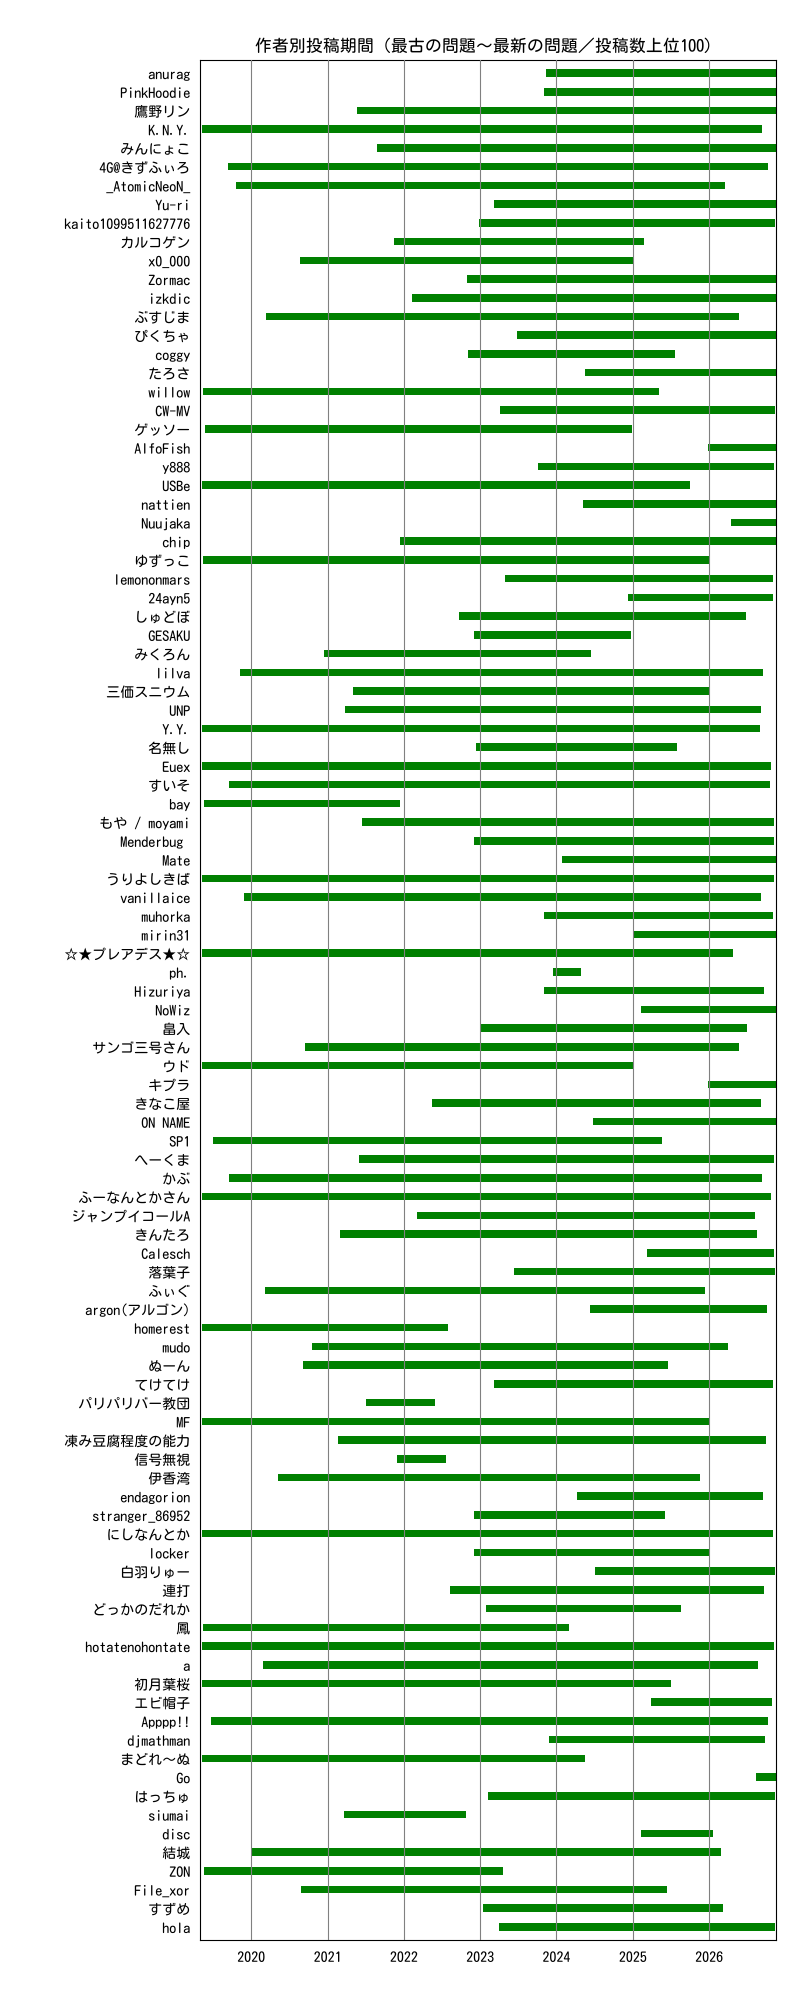 作者別投稿期間 (最古の問題～最新の問題／投稿数上位100)
anurag
PinkHoodie
鷹野リン
K.N.Y.
みんにょこ
4G@きずふぃろ
_AtomicNeoN_
Yu-ri
kaito1099511627776
カルコゲン
x0_000
Zormac
izkdic
ぶすじま
ぴくちゃ
coggy
たろさ
willow
CW-MV
ゲッソー
AlfoFish
y888
USBe
nattien
Nuujaka
chip
ゆずっこ
lemononmars
24ayn5
しゅどぼ
GESAKU
みくろん
lilva
三価スニウム
UNP
Y.Y.
名無し
Euex
すいそ
bay
もや / moyami
Menderbug
Mate
うりよしきば
vanillaice
muhorka
mirin31
☆★プレアデス★☆
ph.
Hizuriya
NoWiz
畠入
サンゴ三号さん
ウド
キブラ
きなこ屋
ON NAME
SP1
へーくま
かぶ
ふーなんとかさん
ジャンプイコールA
きんたろ
Calesch
落葉子
ふぃぐ
argon(アルゴン)
homerest
mudo
ぬーん
てけてけ
パリパリバー教団
MF
凍み豆腐程度の能力
信号無視
伊香湾
endagorion
stranger_86952
にしなんとか
locker
白羽りゅー
連打
どっかのだれか
鳳
hotatenohontate
a
初月葉桜
エビ帽子
Apppp!!
djmathman
まどれ～ぬ
Go
はっちゅ
siumai
disc
結城
ZON
File_xor
すずめ
hola
2020 2021 2022 2023 2024 2025 2026